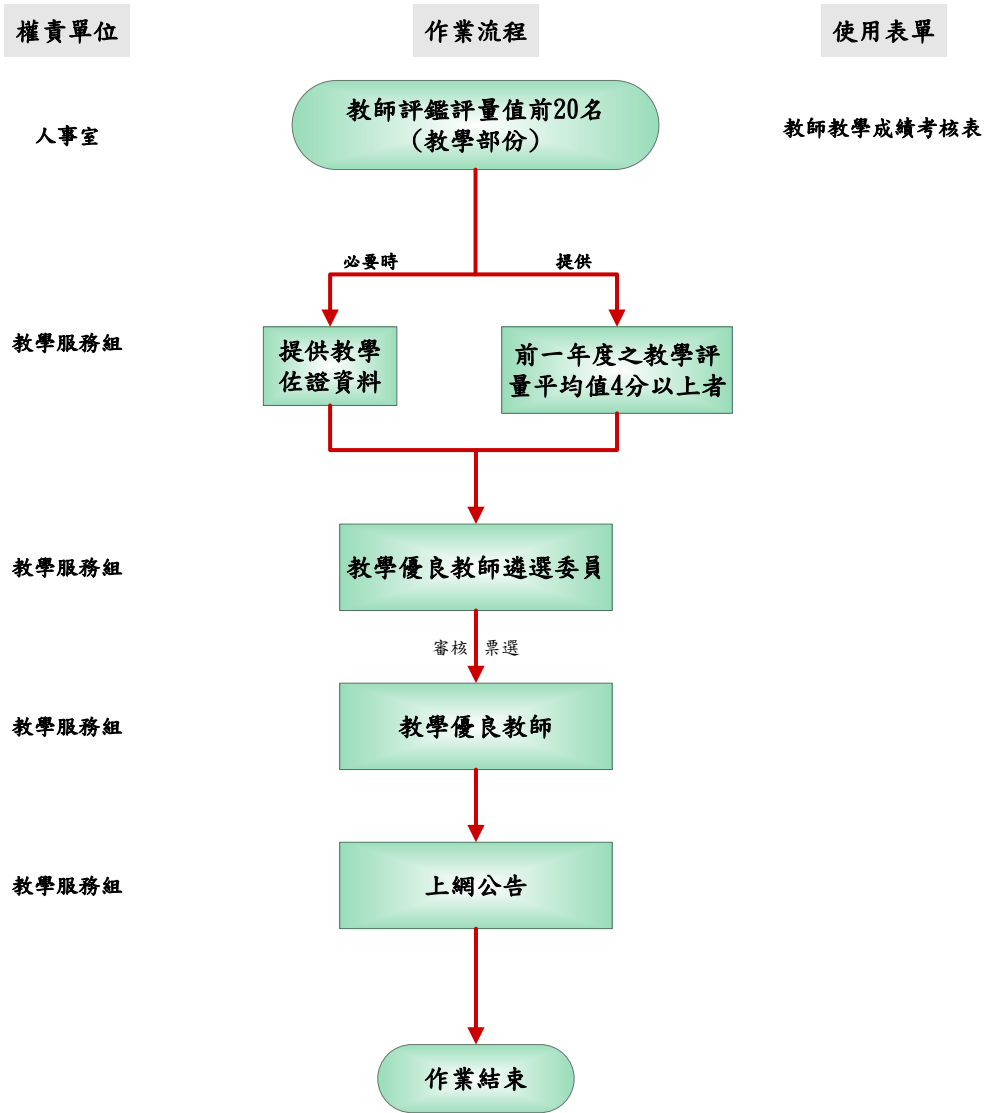 權責單位
作業流程
使用表單
人事室
教師評鑑評量值前20名
(教學部份)
教師教學成績考核表
必要時
提供
教學服務組
提供教學
佐證資料
前一年度之教學評
量平均值4分以上者
教學服務組
教學優良教師遴選委員
審核 票選
教學服務組
教學優良教師
教學服務組
上網公告
作業結束